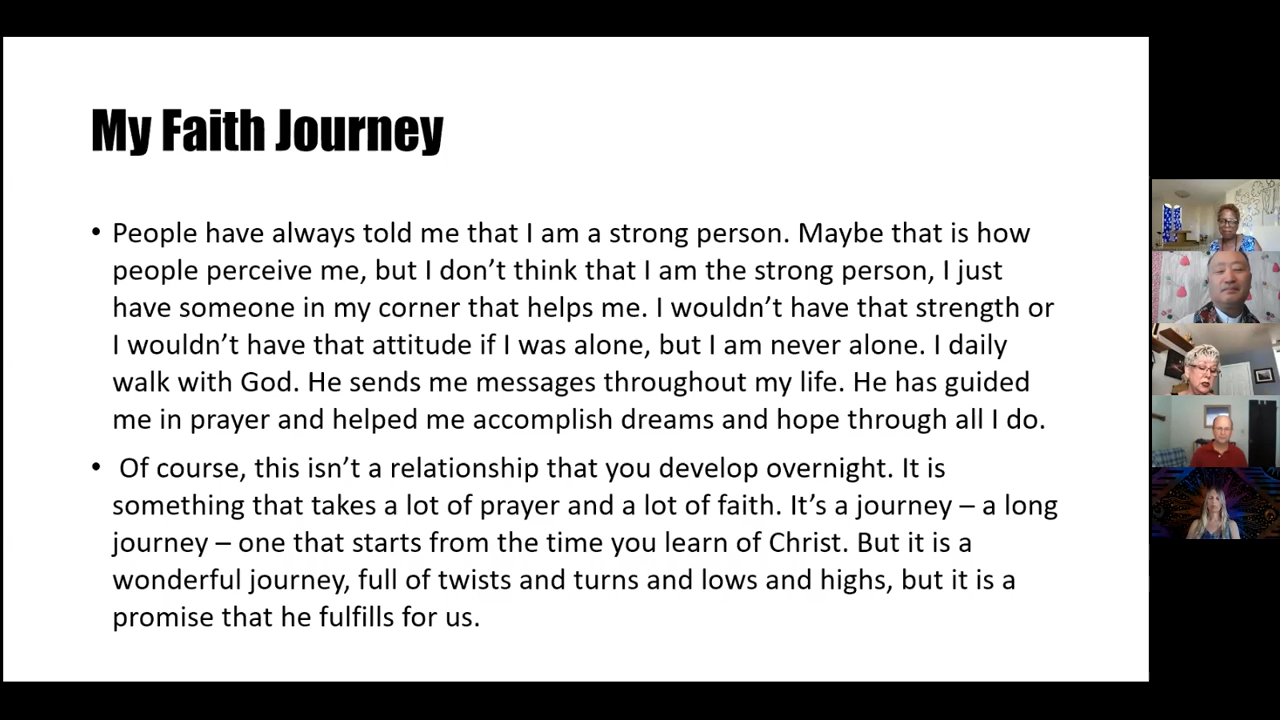 My Faith Journey
• People have always told me that I am a strong person. Maybe that is how
people perceive me, but I don’t think that I am the strong person, I just
have someone in my corner that helps me. I wouldn’t have that strength or
I wouldn’t have that attitude if I was alone, but I am never alone. I daily
walk with God. He sends me messages throughout my life. He has guided
me in prayer and helped me accomplish dreams and hope through all I do.
• Of course, this isn’t a relationship that you develop overnight. It is
something that takes a lot of prayer and a lot of faith. It’s a journey – a long
journey – one that starts from the time you learn of Christ. But it is a
wonderful journey, full of twists and turns and lows and highs, but it is a
promise that he fulfills for us.